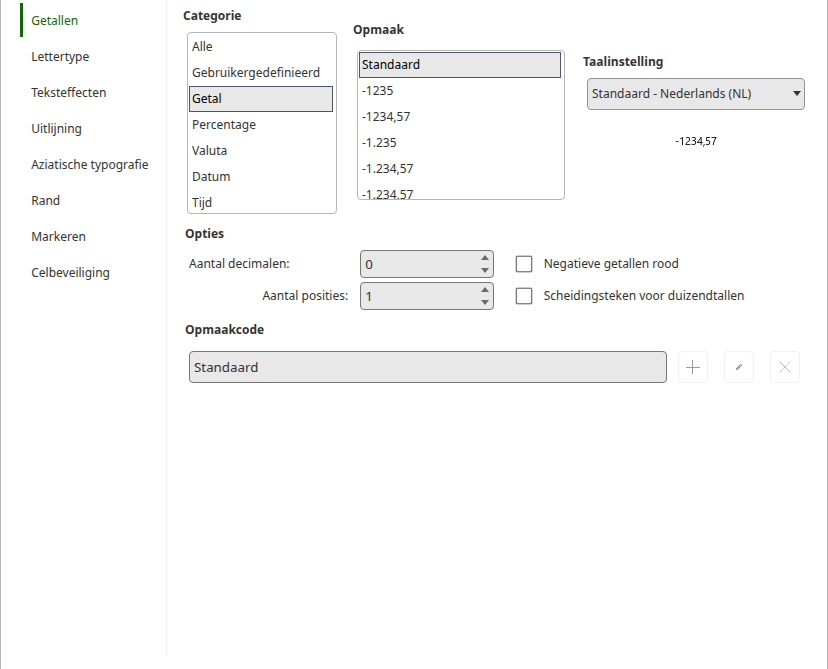 Getallen
Lettertype
Teksteffecten
Uitlijning
Aziatische typografie
Rand
Markeren
Celbeveiliging
Categorie
Alle
Gebruikergedefinieerd
Getal
Percentage
Valuta
Datum
Tijd
Opmaak
Standaard
-1235
-1234,57
-1.235
-1.234,57
-1.234,57
Taalinstelling
Standaard - Nederlands (NL)
-1234,57
Opties
Aantal decimalen: 0
Negatieve getallen rood
Aantal posities: 1
Scheidingsteken voor duizendtallen
Opmaakcode
Standaard